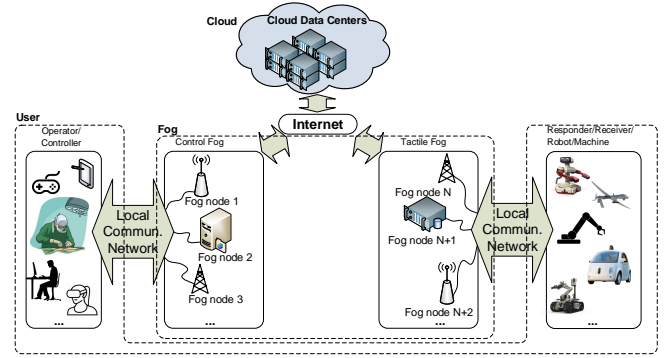 Cloud
Cloud Data Centers
Internet
User
Operator/
Controller
...
Fog
Control Fog
Fog node 1
Fog node 2
Fog node 3
...
Local
Commun.
Network
Tactile Fog
Fog node N
Fog node N+1
Fog node N+2
...
Local
Commun.
Network
Responder/Receiver/
Robot/Machine
...